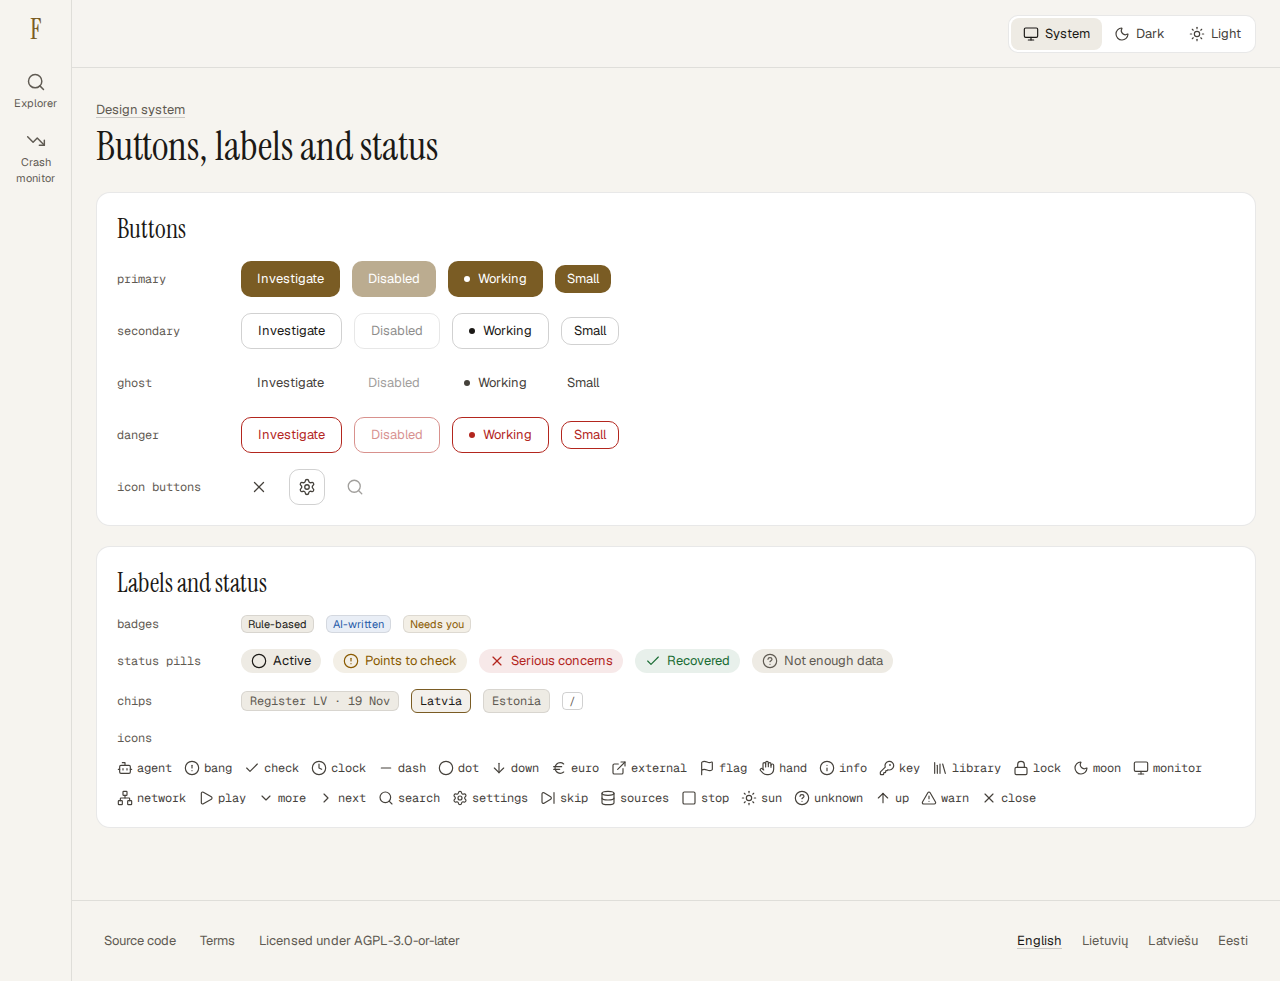 F
System Dark Light
Explorer
Crash
monitor
Design system
Buttons, labels and status
Buttons
primary Investigate Disabled Working Small
secondary Investigate Disabled Working Small
ghost Investigate Disabled Working Small
danger Investigate Disabled Working Small
icon buttons
Labels and status
badges Rule-based AI-written Needs you
status pills Active Points to check Serious concerns Recovered Not enough data
chips Register LV · 19 Nov Latvia Estonia /
icons
agent bang check clock dash dot down euro external flag hand info key library lock moon monitor
network play more next search settings skip sources stop sun unknown up warn close
Source code Terms Licensed under AGPL-3.0-or-later English Lietuvių Latviešu Eesti